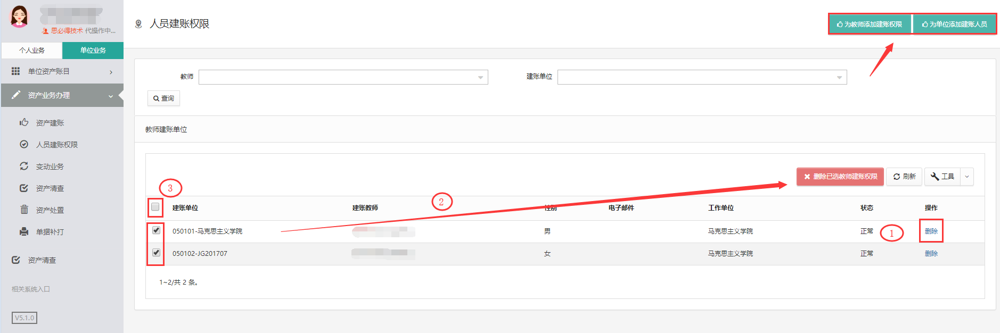 思必得技术 代操作中...
个人业务 单位业务
单位资产账目
资产业务办理
资产建账
人员建账权限
变动业务
资产清查
资产处置
单据补打
资产清查
相关系统入口
V5.1.0
人员建账权限
为教师添加建账权限 为单位添加建账人员
教师 建账单位
查询
教师建账单位
删除已选教师建账权限 刷新 工具
③ ②
建账单位 建账教师 性别 电子邮件 工作单位 状态 操作
050101-马克思主义学院 男 马克思主义学院 正常 ① 删除
050102-JG201707 女 马克思主义学院 正常 删除
1~2/共 2 条。